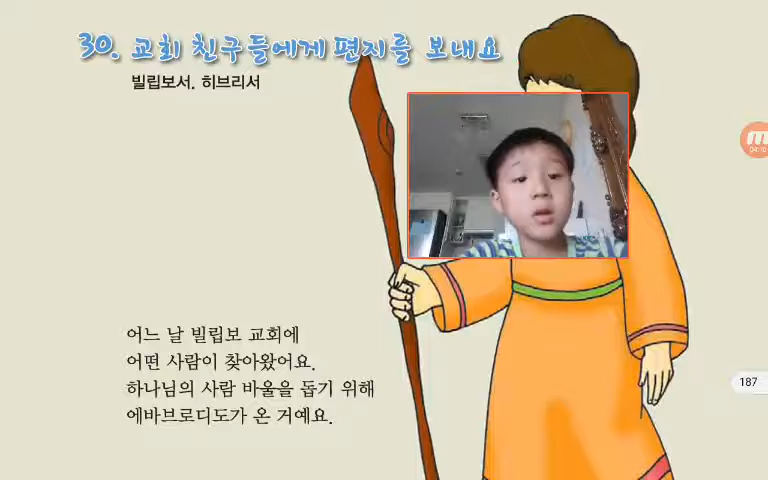 30. 교회 친구들에게 편지를 보내요
빌립보서. 히브리서
어느 날 빌립보 교회에
어떤 사람이 찾아왔어요.
하나님의 사람 바울을 돕기 위해
에바브로디도가 온 거예요.
187